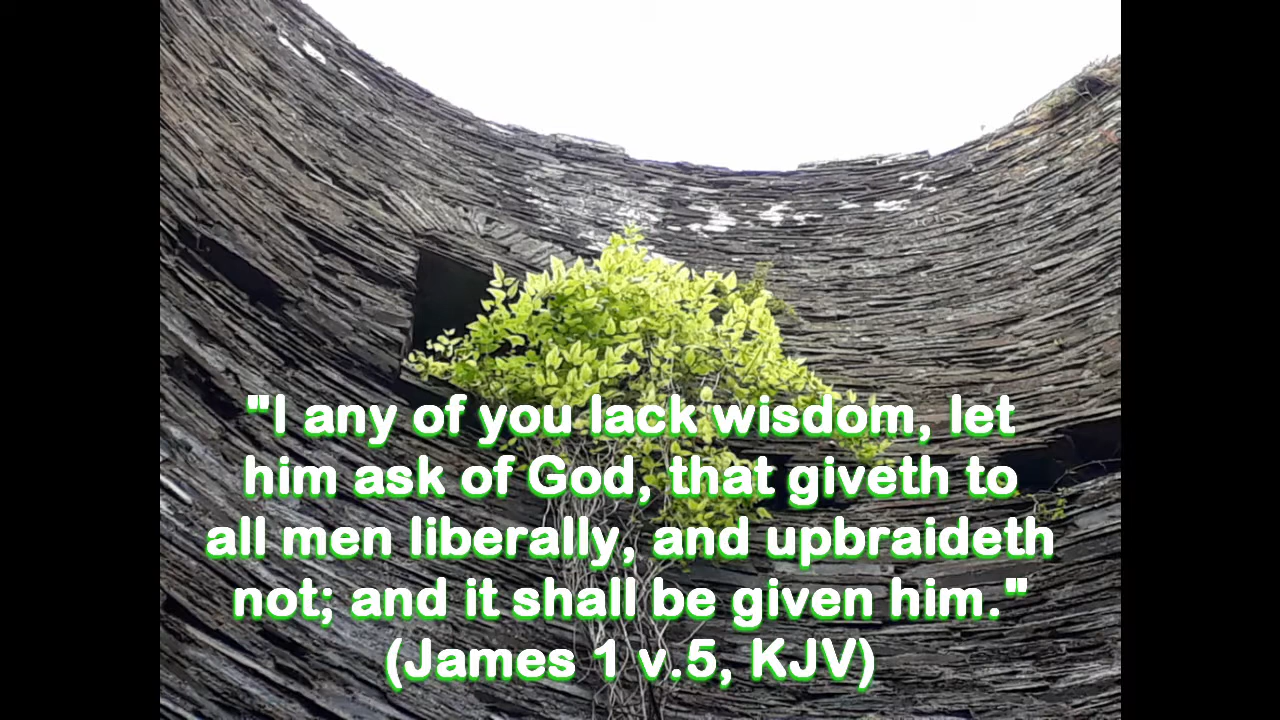 "I any of you lack wisdom, let
him ask of God, that giveth to
all men liberally, and upbraideth
not; and it shall be given him."
(James 1 v.5, KJV)